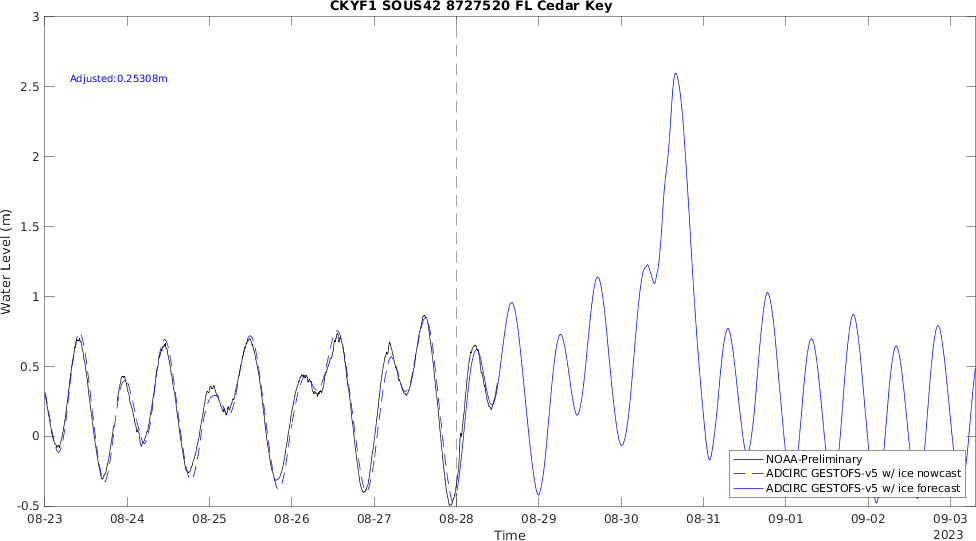 CKYF1 SOUS42 8727520 FL Cedar Key
Adjusted:0.25308m
Water Level (m)
3
2.5
2
1.5
1
0.5
0
-0.5
08-23 08-24 08-25 08-26 08-27 08-28 08-29 08-30 08-31 09-01 09-02 09-03
2023
Time
NOAA-Preliminary
ADCIRC GESTOFS-v5 w/ ice nowcast
ADCIRC GESTOFS-v5 w/ ice forecast